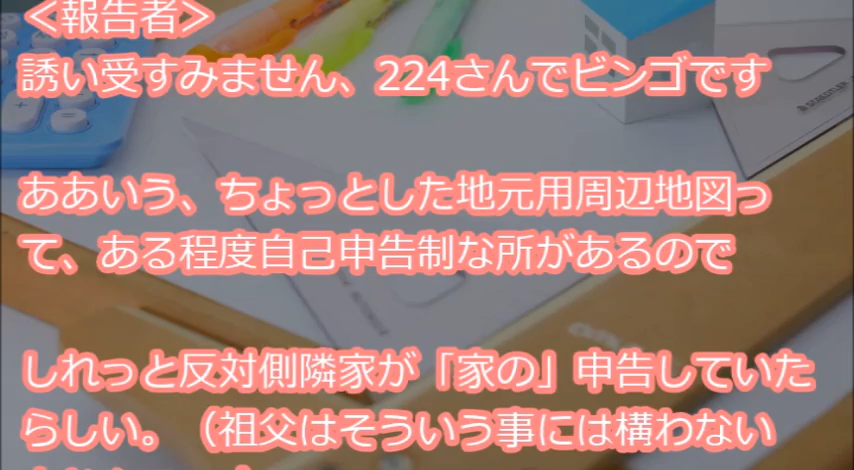 ＜報告者＞
誘い受すみません、224さんでビンゴです
ああいう、ちょっとした地元用周辺地図っ
て、ある程度自己申告制な所があるので
しれっと反対側隣家が「家の」申告していた
らしい。（祖父はそういう事には構わない